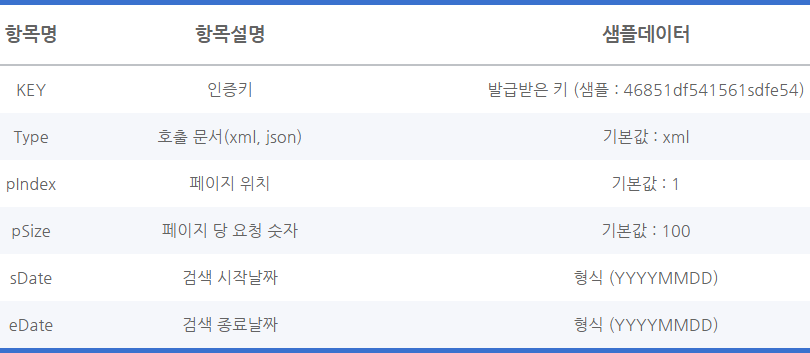 항목명 항목설명 샘플데이터
KEY 인증키 발급받은 키 (샘플 : 46851df541561sdfe54)
Type 호출 문서(xml, json) 기본값 : xml
pIndex 페이지 위치 기본값 : 1
pSize 페이지 당 요청 숫자 기본값 : 100
sDate 검색 시작날짜 형식 (YYYYMMDD)
eDate 검색 종료날짜 형식 (YYYYMMDD)